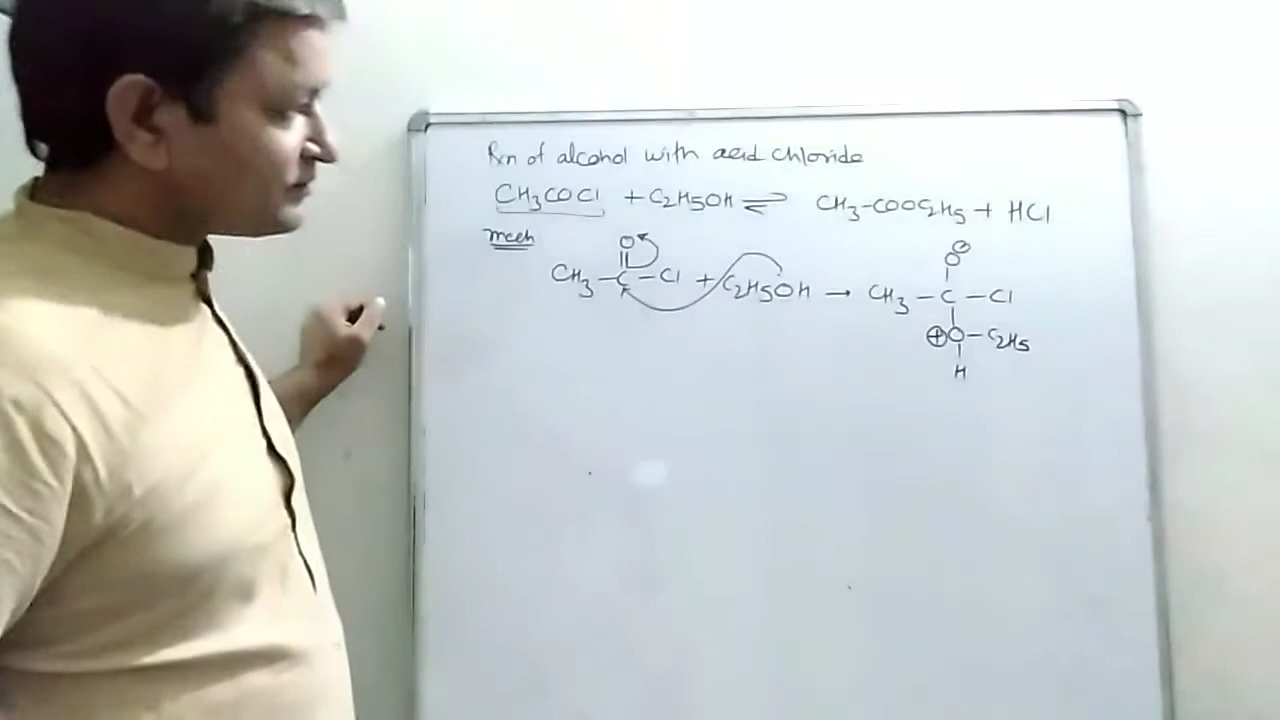 Rxn of alcohol with acid chloride
CH3COCl + C2H5OH ⇌ CH3-COOC2H5 + HCl
mech
O O⊖
CH3-C-Cl + C2H5OH → CH3-C-Cl
⊕O-C2H5
H